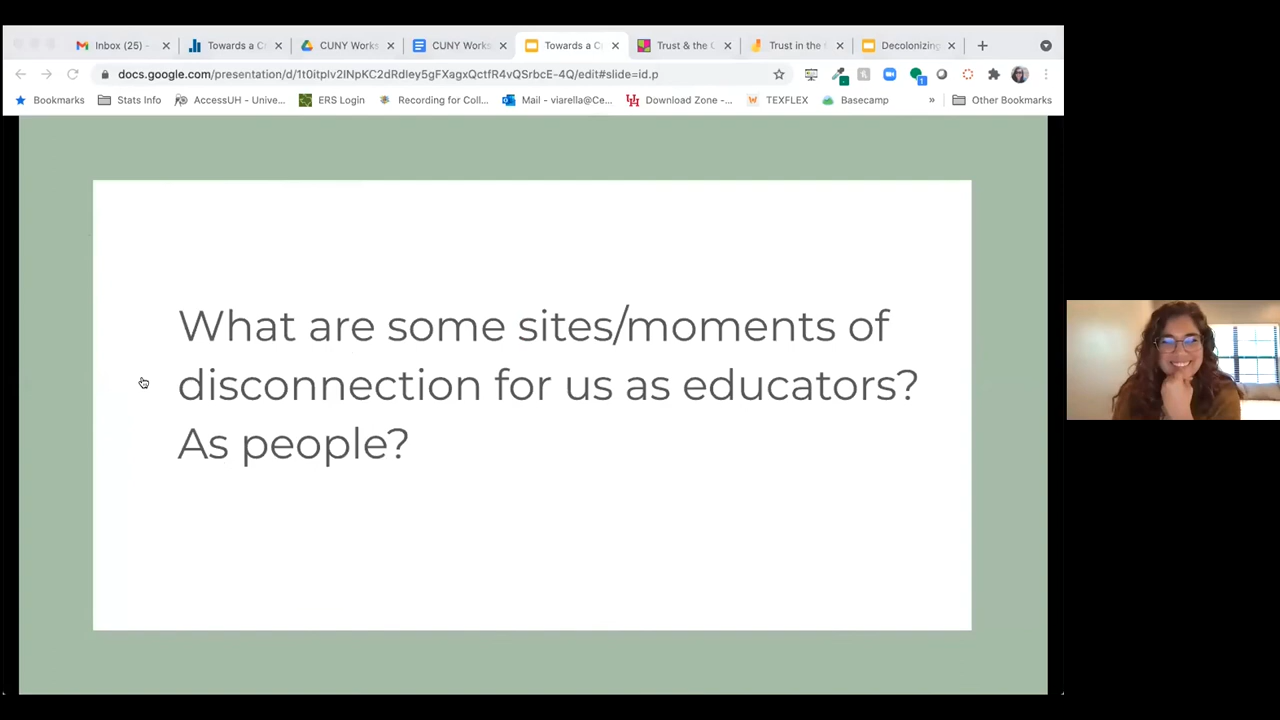 Inbox (25) -
Towards a C
CUNY Works
CUNY Works
Towards a C
Trust & the
Trust in the
Decolonizing
docs.google.com/presentation/d/1t0itplv2INpKC2dRdley5gFXagxQctfR4vQSrbcE-4Q/edit#slide=id.p
Bookmarks
Stats Info
AccessUH - Unive...
ERS Login
Recording for Coll...
Mail - viarella@Ce...
Download Zone -...
TEXFLEX
Basecamp
»
Other Bookmarks
What are some sites/moments of
disconnection for us as educators?
As people?